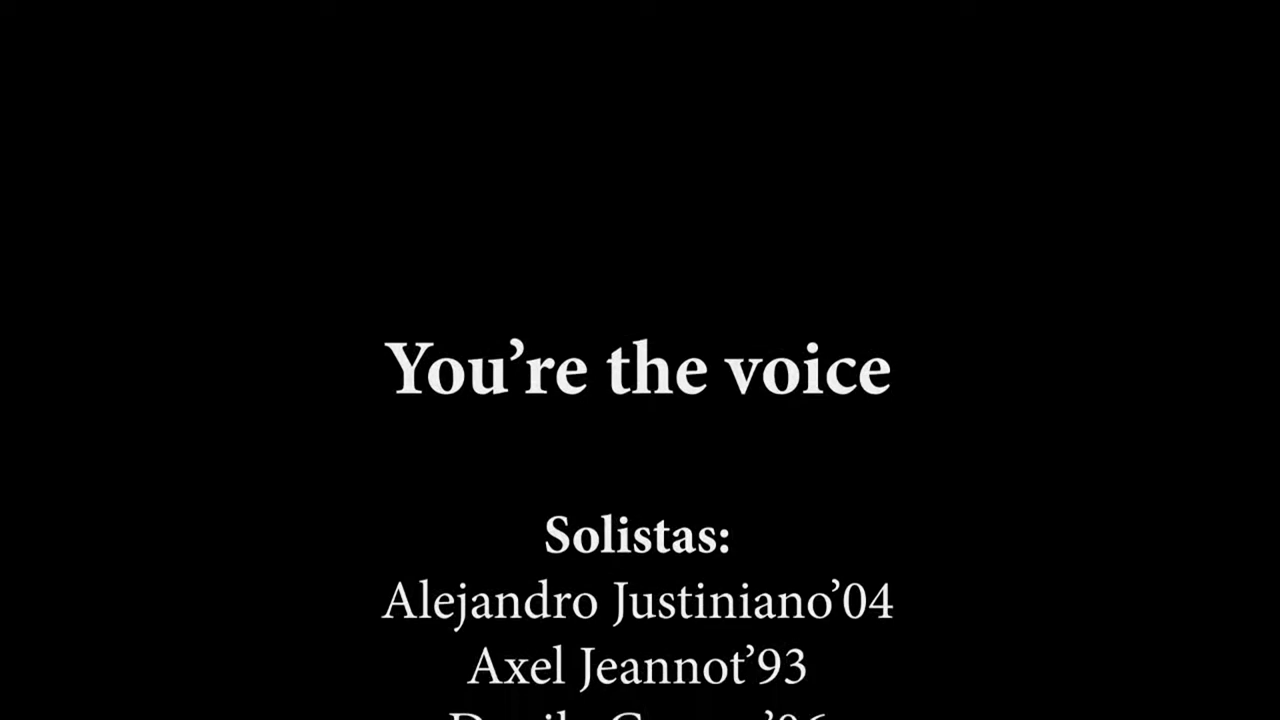 You’re the voice
Solistas:
Alejandro Justiniano’04
Axel Jeannot’93